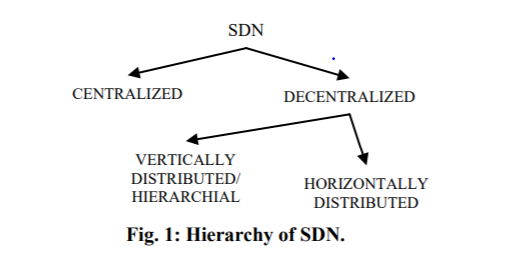 SDN
CENTRALIZED
DECENTRALIZED
VERTICALLY
DISTRIBUTED/
HIERARCHIAL
HORIZONTALLY
DISTRIBUTED
Fig. 1: Hierarchy of SDN.